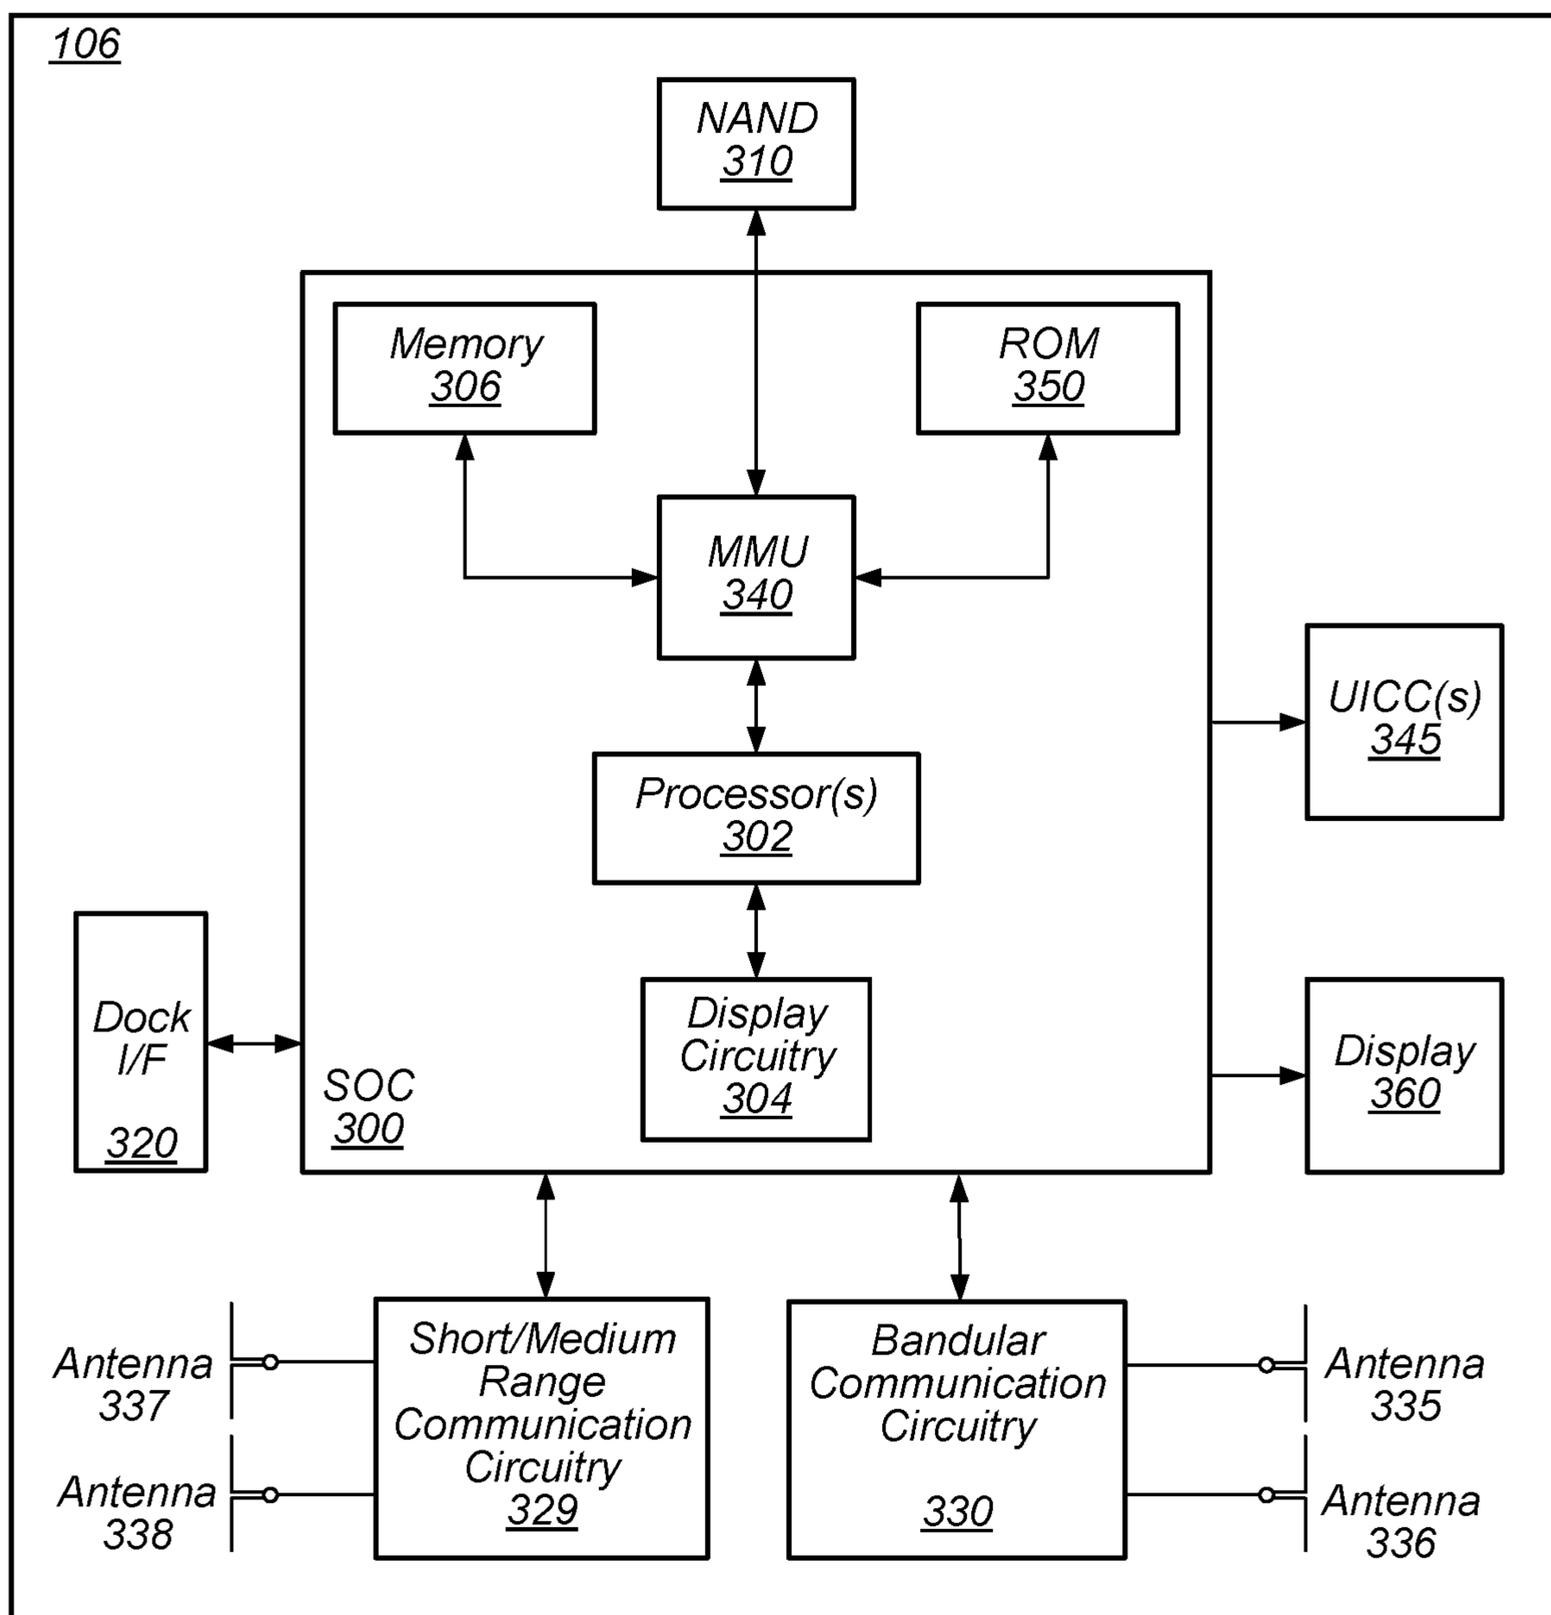 106
NAND
310
Memory
306
ROM
350
MMU
340
UICC(s)
345
Processor(s)
302
Dock
I/F
320
Display
Circuitry
304
SOC
300
Display
360
Short/Medium
Range
Communication
Circuitry
329
Bandular
Communication
Circuitry
330
Antenna
337
Antenna
338
Antenna
335
Antenna
336